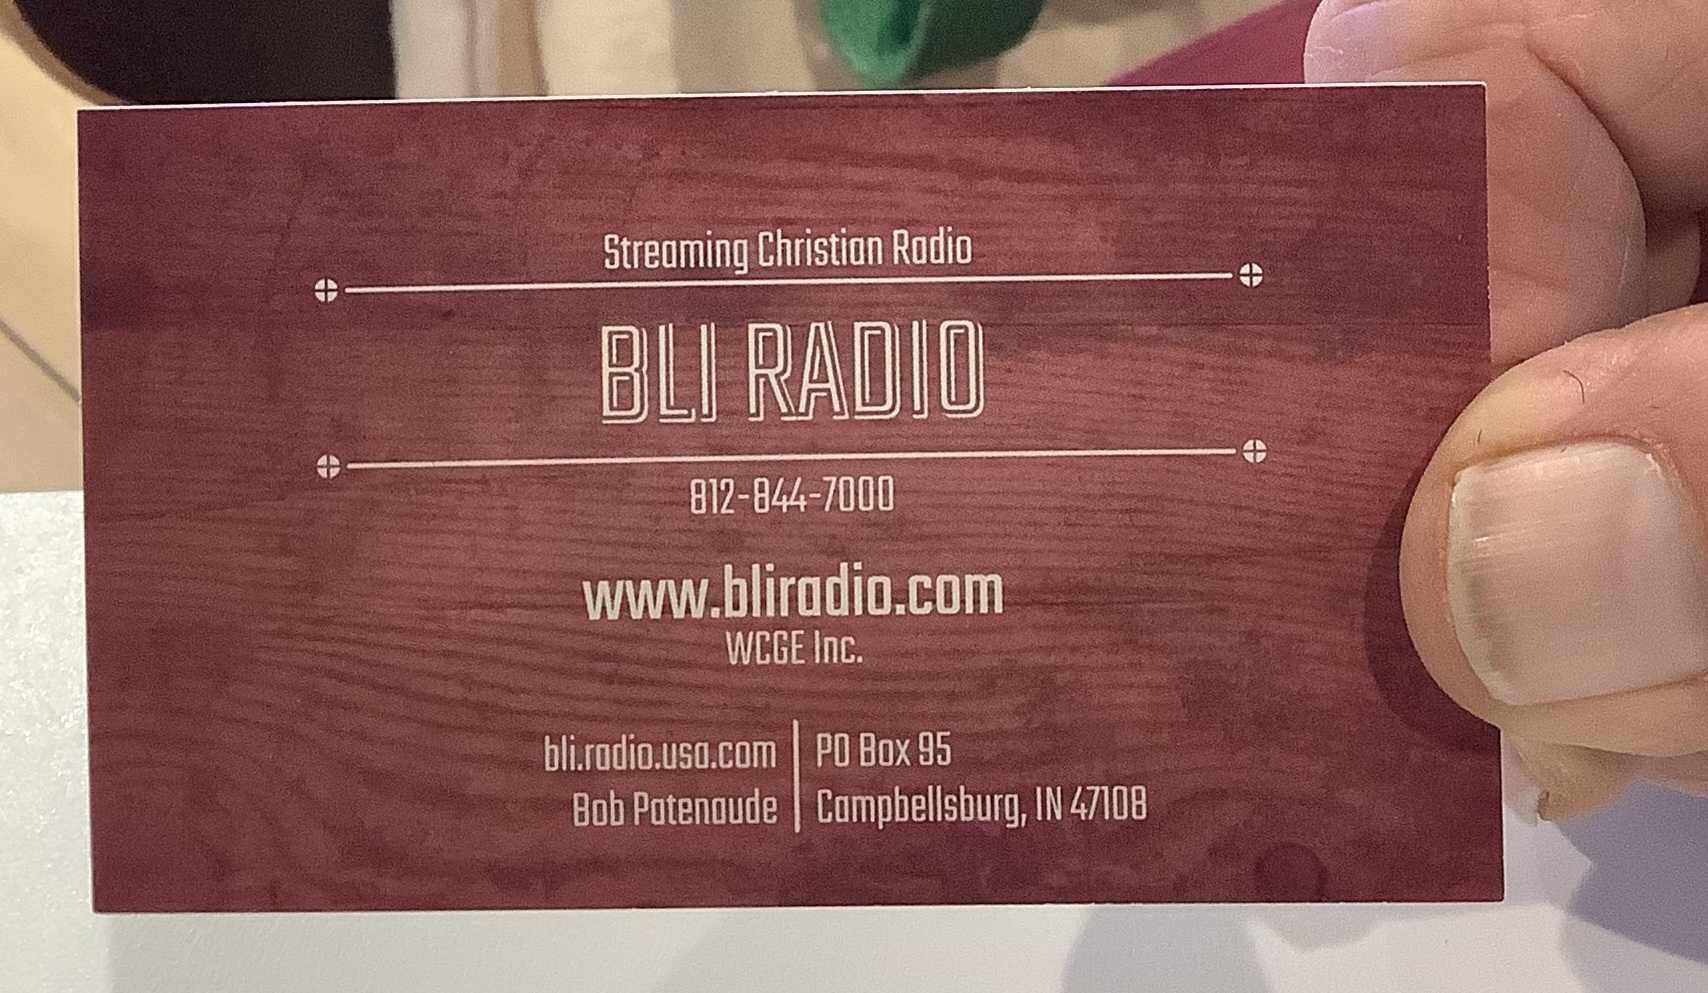 Streaming Christian Radio
BLI RADIO
812-844-7000
www.bliradio.com
WCGE Inc.
bli.radio.usa.com
Bob Patenaude
PO Box 95
Campbellsburg, IN 47108